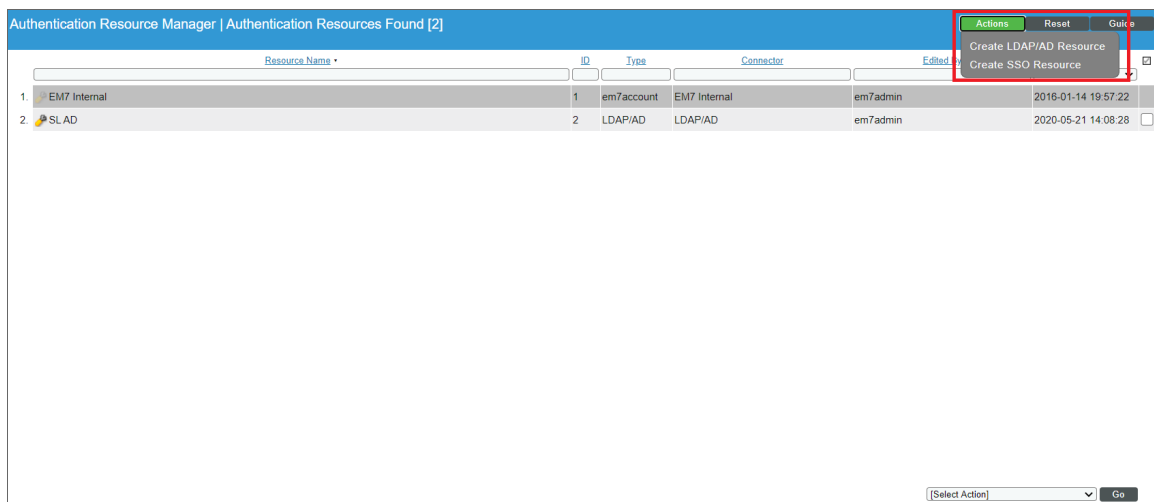 Authentication Resource Manager | Authentication Resources Found [2]
Actions Reset Guide
Create LDAP/AD Resource
Create SSO Resource
Resource Name ID Type Connector Edited By
1. EM7 Internal 1 em7account EM7 Internal em7admin 2016-01-14 19:57:22
2. SL AD 2 LDAP/AD LDAP/AD em7admin 2020-05-21 14:08:28
[Select Action] Go